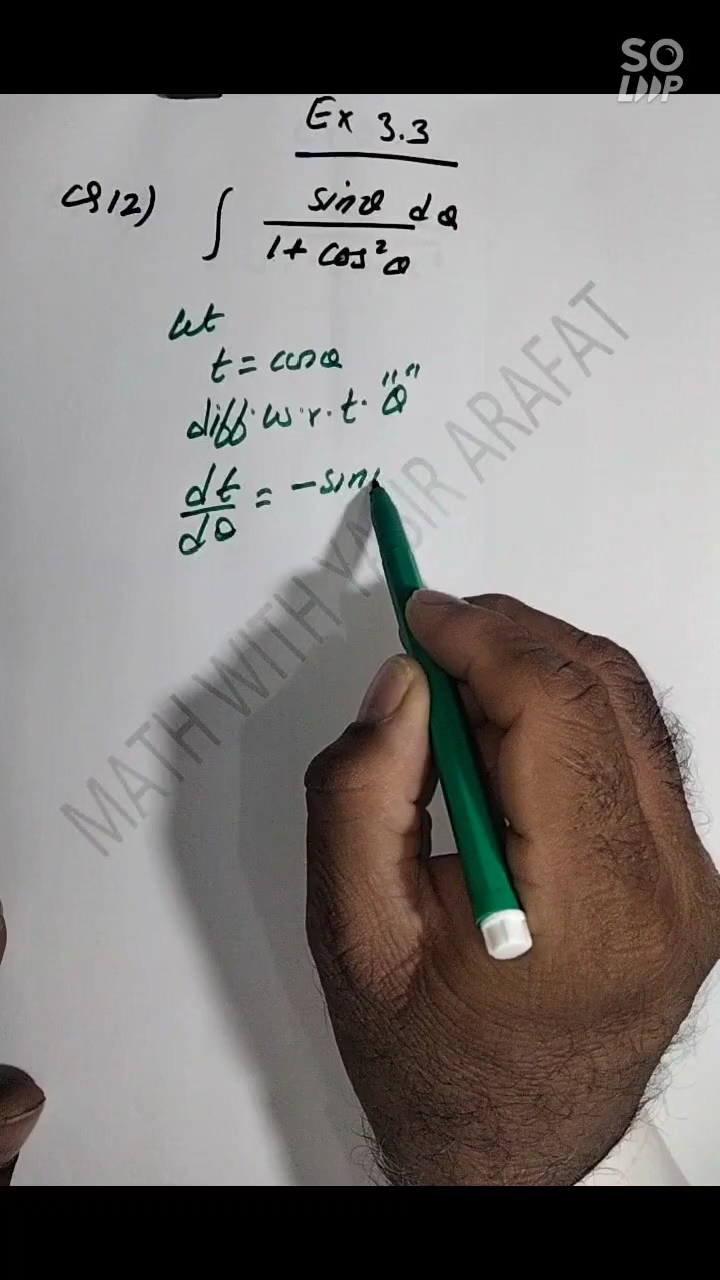 SO
LOOP
Ex 3.3
Q12) ∫ sinθ / 1 + cos²θ dθ
let
t = cosθ
diff. w.r.t. "θ"
dt/dθ = -sin
MATH WITH YASIR ARAFAT